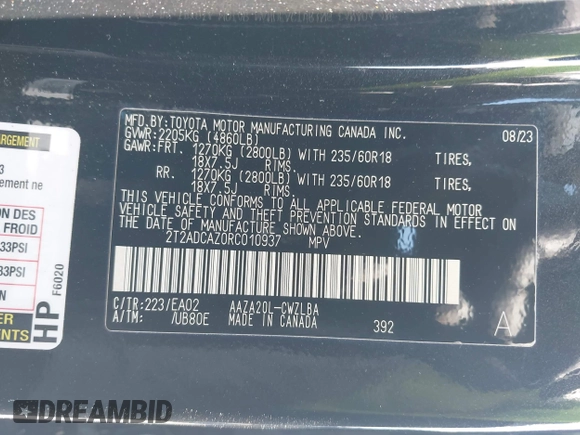 MFD. BY:TOYOTA MOTOR MANUFACTURING CANADA INC. 08/23
GVWR:2205KG (4860LB)
GAWR:FRT. 1270KG (2800LB) WITH 235/60R18 TIRES,
18X7.5J RIMS,
RR. 1270KG (2800LB) WITH 235/60R18 TIRES,
18X7.5J RIMS.
THIS VEHICLE CONFORMS TO ALL APPLICABLE FEDERAL MOTOR
VEHICLE SAFETY AND THEFT PREVENTION STANDARDS IN EFFECT ON
THE DATE OF MANUFACTURE SHOWN ABOVE.
2T2ADCAZ0RC010937 MPV
C/TR:223/EA02 AAZA20L-CWZLBA
A/TM: /UB80E MADE IN CANADA 392 A
3
gement ne
ION DES
FROID
33PSI
33PSI
N
ER
ENTS
HP
F6020
DREAMBID